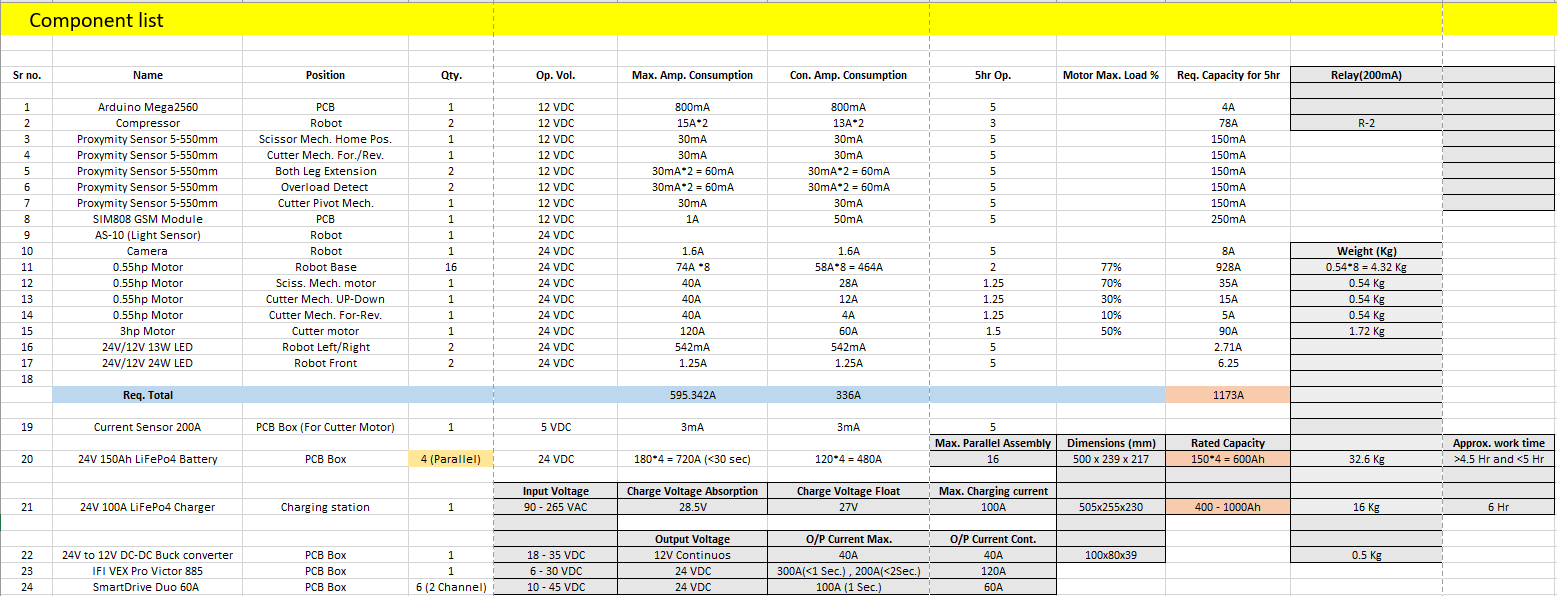 Component list
Sr no. Name Position Qty. Op. Vol. Max. Amp. Consumption Con. Amp. Consumption 5hr Op. Motor Max. Load % Req. Capacity for 5hr Relay(200mA)
1 Arduino Mega2560 PCB 1 12 VDC 800mA 800mA 5 4A
2 Compressor Robot 2 12 VDC 15A*2 13A*2 3 78A R-2
3 Proxymity Sensor 5-550mm Scissor Mech. Home Pos. 1 12 VDC 30mA 30mA 5 150mA
4 Proxymity Sensor 5-550mm Cutter Mech. For./Rev. 1 12 VDC 30mA 30mA 5 150mA
5 Proxymity Sensor 5-550mm Both Leg Extension 2 12 VDC 30mA*2 = 60mA 30mA*2 = 60mA 5 150mA
6 Proxymity Sensor 5-550mm Overload Detect 2 12 VDC 30mA*2 = 60mA 30mA*2 = 60mA 5 150mA
7 Proxymity Sensor 5-550mm Cutter Pivot Mech. 1 12 VDC 30mA 30mA 5 150mA
8 SIM808 GSM Module PCB 1 12 VDC 1A 50mA 5 250mA
9 AS-10 (Light Sensor) Robot 1 24 VDC
10 Camera Robot 1 24 VDC 1.6A 1.6A 5 8A Weight (Kg)
11 0.55hp Motor Robot Base 16 24 VDC 74A *8 58A*8 = 464A 2 77% 928A 0.54*8 = 4.32 Kg
12 0.55hp Motor Sciss. Mech. motor 1 24 VDC 40A 28A 1.25 70% 35A 0.54 Kg
13 0.55hp Motor Cutter Mech. UP-Down 1 24 VDC 40A 12A 1.25 30% 15A 0.54 Kg
14 0.55hp Motor Cutter Mech. For-Rev. 1 24 VDC 40A 4A 1.25 10% 5A 0.54 Kg
15 3hp Motor Cutter motor 1 24 VDC 120A 60A 1.5 50% 90A 1.72 Kg
16 24V/12V 13W LED Robot Left/Right 2 24 VDC 542mA 542mA 5 2.71A
17 24V/12V 24W LED Robot Front 2 24 VDC 1.25A 1.25A 5 6.25
18
Req. Total 595.342A 336A 1173A
19 Current Sensor 200A PCB Box (For Cutter Motor) 1 5 VDC 3mA 3mA 5
Max. Parallel Assembly Dimensions (mm) Rated Capacity Approx. work time
20 24V 150Ah LiFePo4 Battery PCB Box 4 (Parallel) 24 VDC 180*4 = 720A (<30 sec) 120*4 = 480A 16 500 x 239 x 217 150*4 = 600Ah 32.6 Kg >4.5 Hr and <5 Hr
Input Voltage Charge Voltage Absorption Charge Voltage Float Max. Charging current
21 24V 100A LiFePo4 Charger Charging station 1 90 - 265 VAC 28.5V 27V 100A 505x255x230 400 - 1000Ah 16 Kg 6 Hr
Output Voltage O/P Current Max. O/P Current Cont.
22 24V to 12V DC-DC Buck converter PCB Box 1 18 - 35 VDC 12V Continuos 40A 40A 100x80x39 0.5 Kg
23 IFI VEX Pro Victor 885 PCB Box 1 6 - 30 VDC 24 VDC 300A(<1 Sec.) , 200A(<2Sec.) 120A
24 SmartDrive Duo 60A PCB Box 6 (2 Channel) 10 - 45 VDC 24 VDC 100A (1 Sec.) 60A